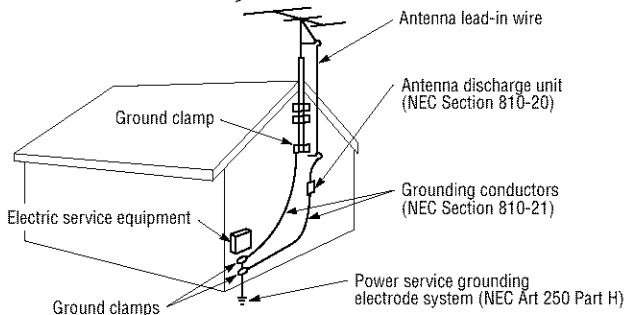 Antenna lead-in wire
Antenna discharge unit
(NEC Section 810-20)
Ground clamp
Grounding conductors
(NEC Section 810-21)
Electric service equipment
Power service grounding
electrode system (NEC Art 250 Part H)
Ground clamps